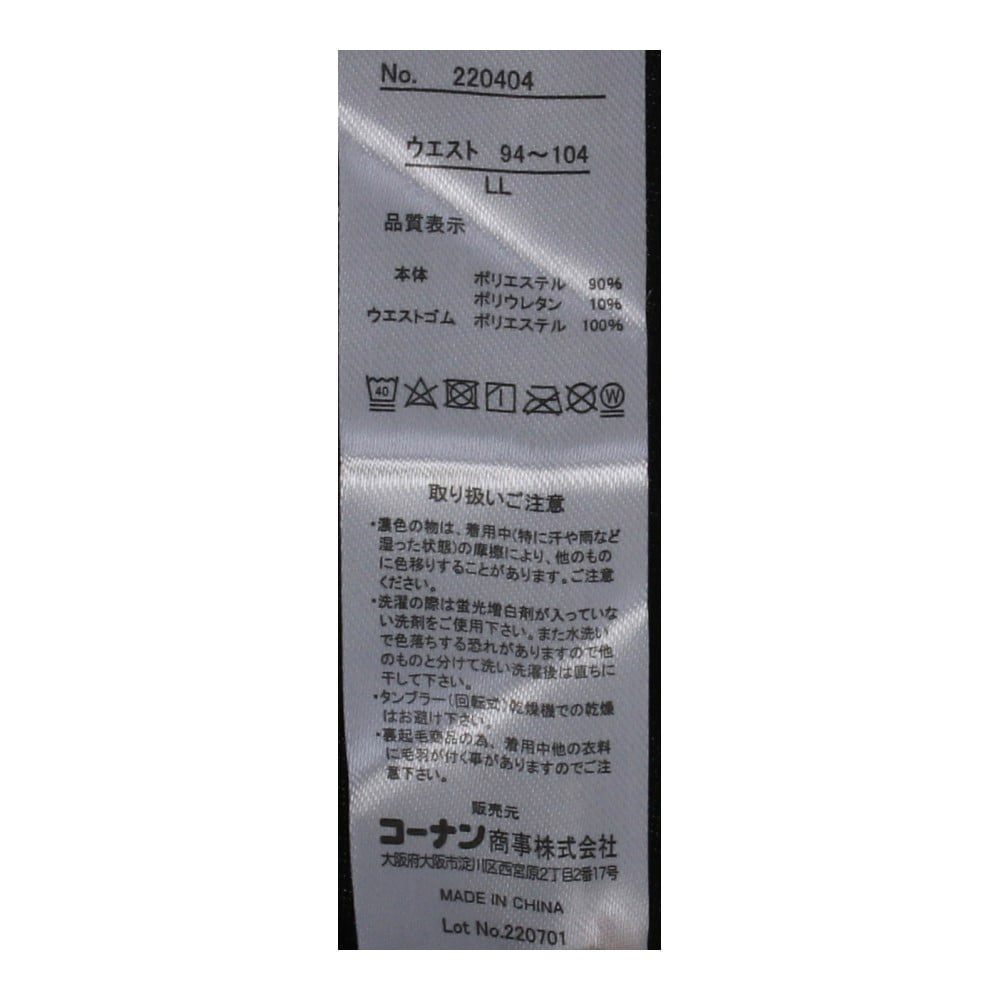 No. 220404
ウエスト 94～104
LL
品質表示
本体 ポリエステル 90%
ポリウレタン 10%
ウエストゴム ポリエステル 100%
40 W
取り扱いご注意
・濃色の物は、着用中(特に汗や雨など
湿った状態)の摩擦により、他のもの
に色移りすることがあります。ご注意
ください。
・洗濯の際は蛍光増白剤が入っていな
い洗剤をご使用下さい。また水洗い
で色落ちする恐れがありますので他
のものと分けて洗い洗濯後は直ちに
干して下さい。
・タンブラー(回転式)乾燥機での乾燥
はお避け下さい。
・裏起毛商品の為、着用中他の衣料
に毛羽が付く事がありますのでご注
意下さい。
販売元
コーナン商事株式会社
大阪府大阪市淀川区西宮原2丁目2番17号
MADE IN CHINA
Lot No.220701